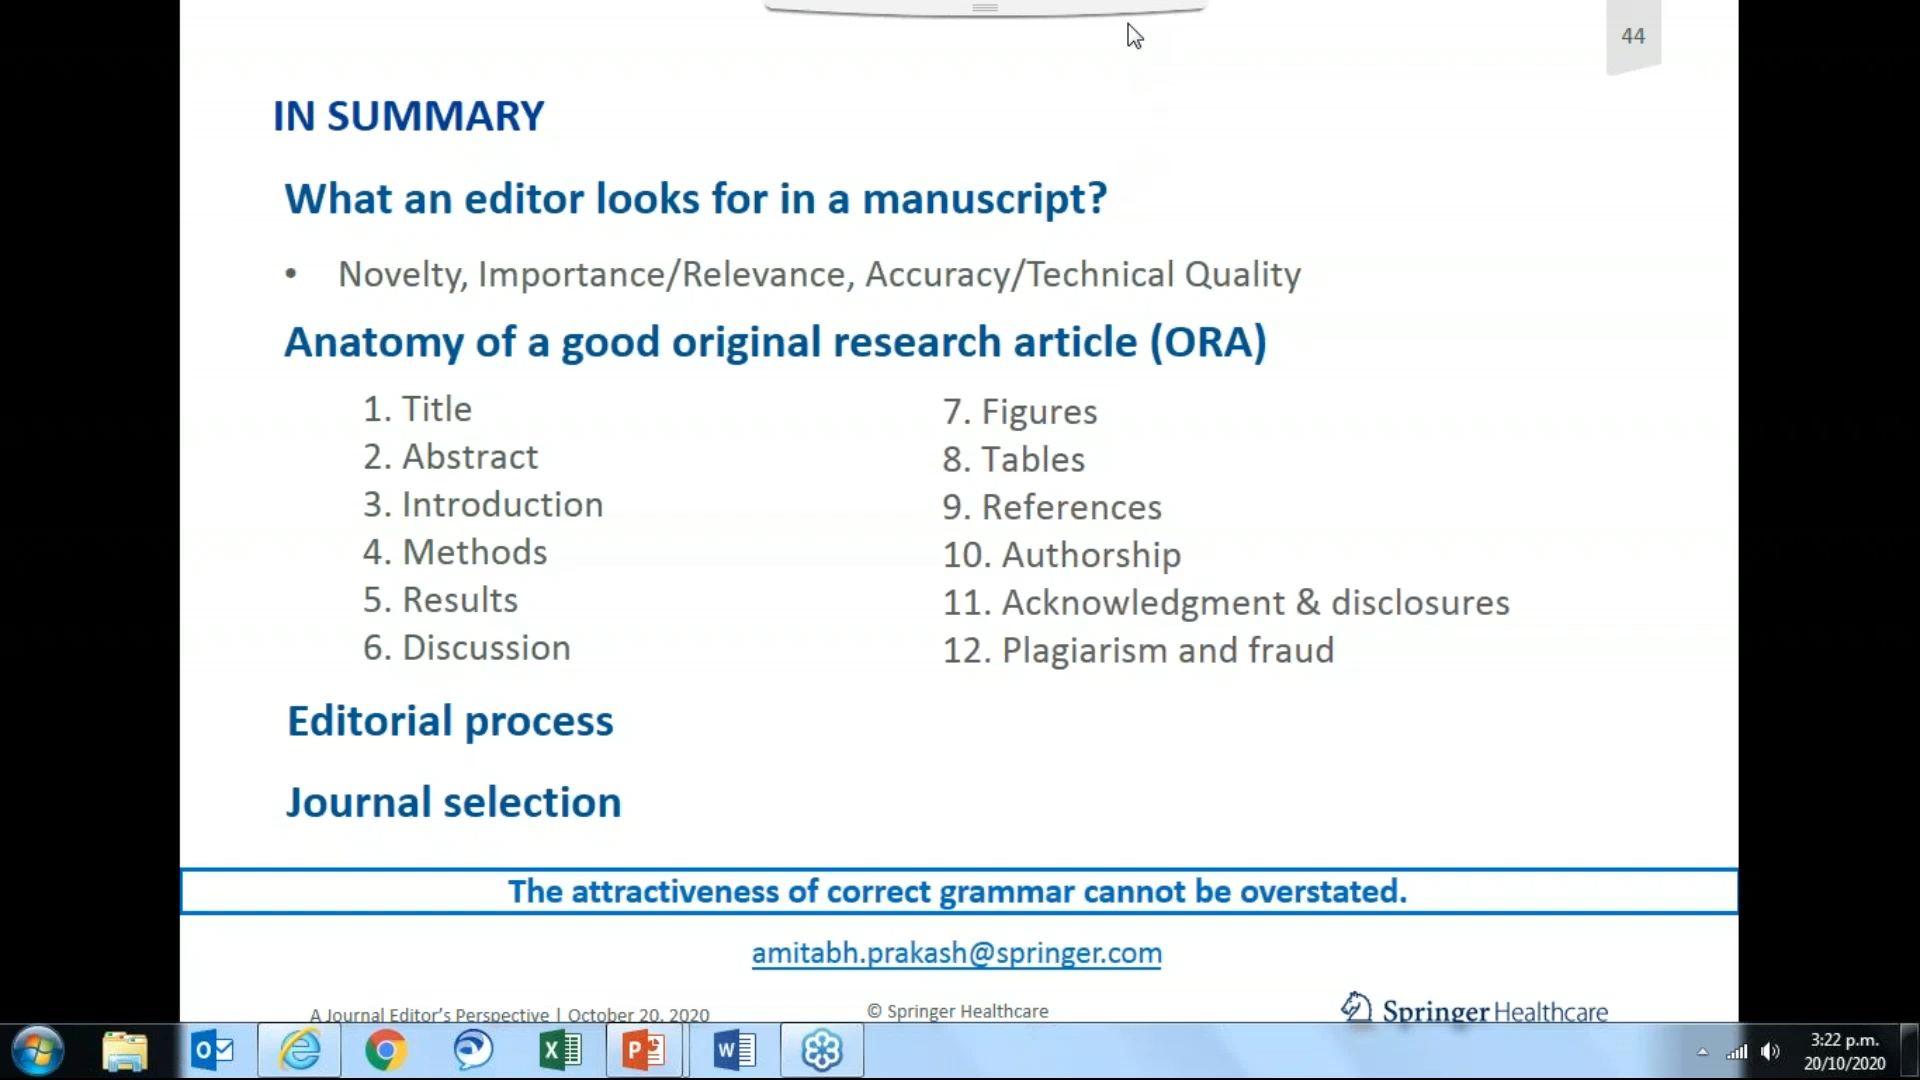 44
IN SUMMARY
What an editor looks for in a manuscript?
• Novelty, Importance/Relevance, Accuracy/Technical Quality
Anatomy of a good original research article (ORA)
1. Title
2. Abstract
3. Introduction
4. Methods
5. Results
6. Discussion
7. Figures
8. Tables
9. References
10. Authorship
11. Acknowledgment & disclosures
12. Plagiarism and fraud
Editorial process
Journal selection
The attractiveness of correct grammar cannot be overstated.
amitabh.prakash@springer.com
A Journal Editor's Perspective | October 20, 2020
© Springer Healthcare
Springer Healthcare
3:22 p.m.
20/10/2020